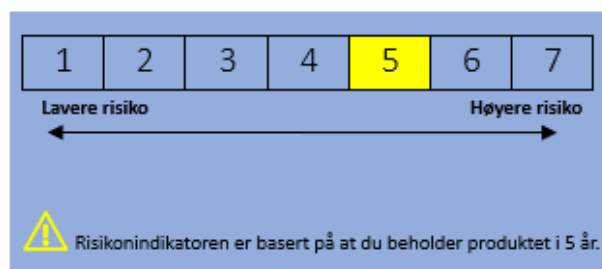 1 2 3 4 5 6 7
Lavere risiko Høyere risiko
Risikonindikatoren er basert på at du beholder produktet i 5 år.